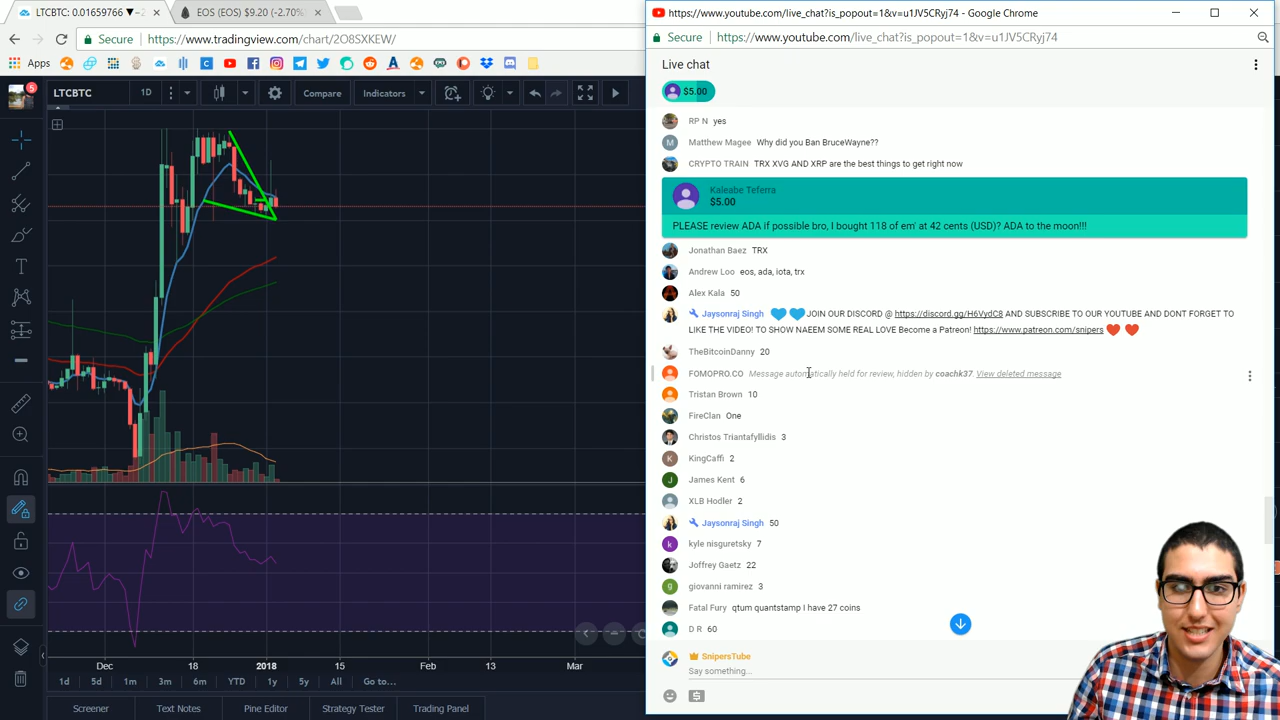 LTCBTC: 0.01659766 ▼−2
EOS (EOS) $9.20 (-2.70%
https://www.youtube.com/live_chat?is_popout=1&v=u1JV5CRyj74 - Google Chrome
Secure https://www.tradingview.com/chart/2O8SXKEW/
Secure https://www.youtube.com/live_chat?is_popout=1&v=u1JV5CRyj74
Apps
Live chat
5
LTCBTC 1D Compare Indicators
$5.00
RP N yes
Matthew Magee Why did you Ban BruceWayne??
CRYPTO TRAIN TRX XVG AND XRP are the best things to get right now
Kaleabe Teferra
$5.00
PLEASE review ADA if possible bro, I bought 118 of em' at 42 cents (USD)? ADA to the moon!!!
Jonathan Baez TRX
Andrew Loo eos, ada, iota, trx
Alex Kala 50
Jaysonraj Singh JOIN OUR DISCORD @ https://discord.gg/H6VydC8 AND SUBSCRIBE TO OUR YOUTUBE AND DONT FORGET TO
LIKE THE VIDEO! TO SHOW NAEEM SOME REAL LOVE Become a Patreon! https://www.patreon.com/snipers
TheBitcoinDanny 20
FOMOPRO.CO Message automatically held for review, hidden by coachk37. View deleted message
Tristan Brown 10
FireClan One
Christos Triantafyllidis 3
KingCaffi 2
James Kent 6
XLB Hodler 2
Jaysonraj Singh 50
kyle nisguretsky 7
Joffrey Gaetz 22
giovanni ramirez 3
Fatal Fury qtum quantstamp I have 27 coins
D R 60
SnipersTube
Say something...
Dec 18 2018 15 Feb 13 Mar
1d 5d 1m 3m 6m YTD 1y All Go to...
Screener Text Notes Pine Editor Strategy Tester Trading Panel